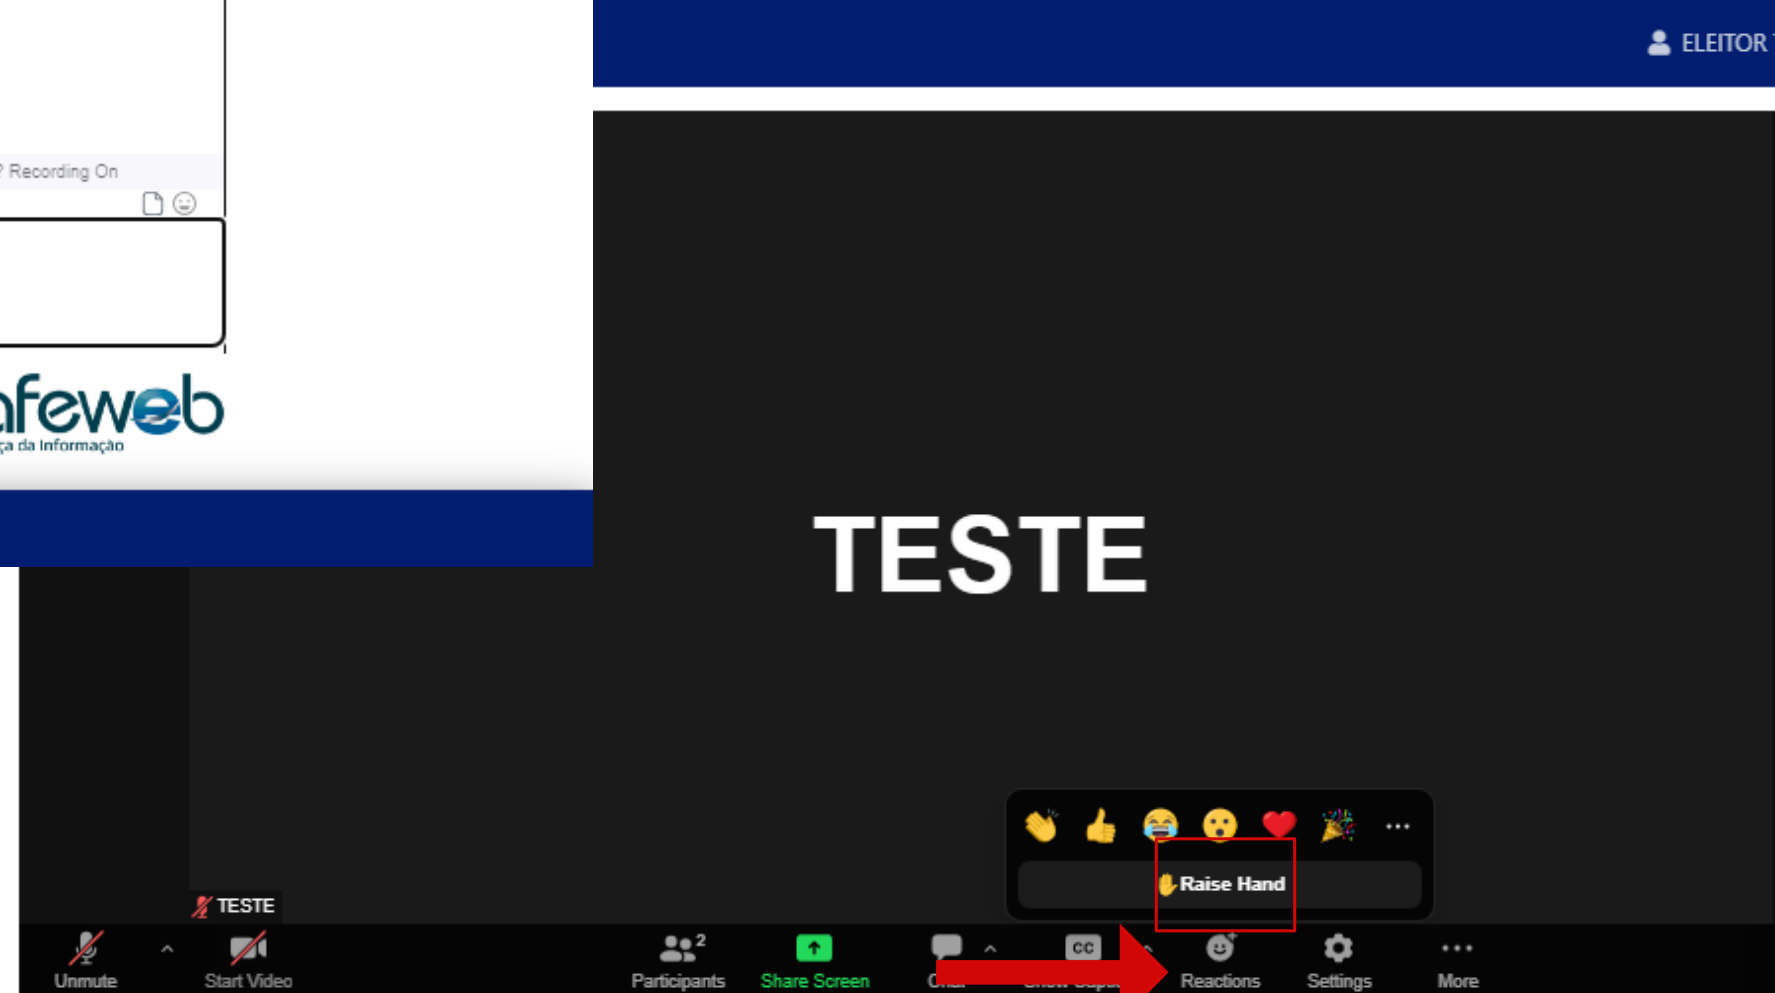 ELEITOR
? Recording On
afeweb
ça da Informação
TESTE
Raise Hand
TESTE
2
CC
Unmute
Start Video
Participants
Share Screen
Reactions
Settings
More